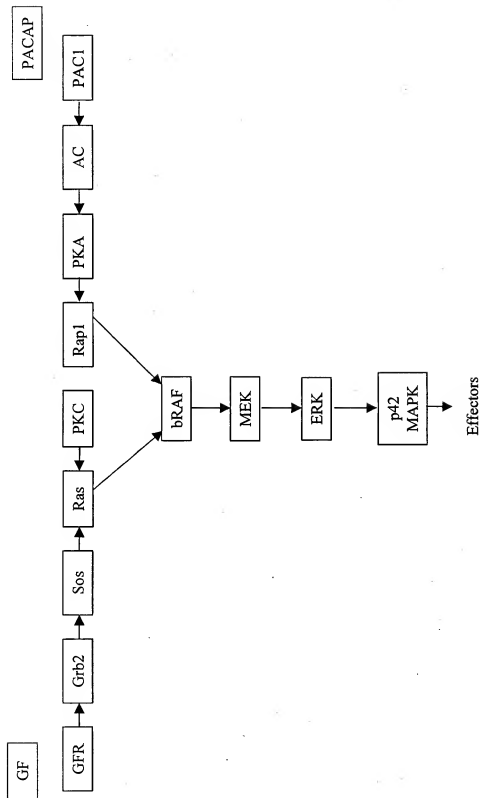 GF
PACAP
GFR
Grb2
Sos
Ras
PKC
Rap1
PKA
AC
PAC1
bRAF
MEK
ERK
p42
MAPK
Effectors